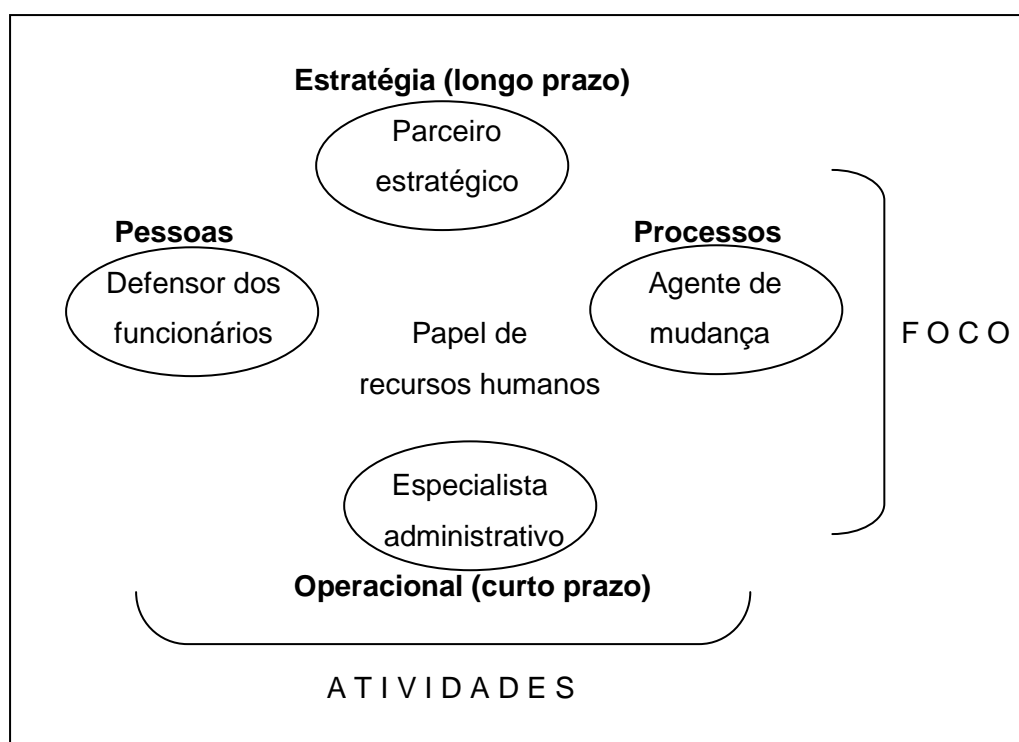 Estratégia (longo prazo)
Parceiro
estratégico
Pessoas
Defensor dos
funcionários
Processos
Agente de
mudança
Papel de
recursos humanos
F O C O
Especialista
administrativo
Operacional (curto prazo)
A T I V I D A D E S